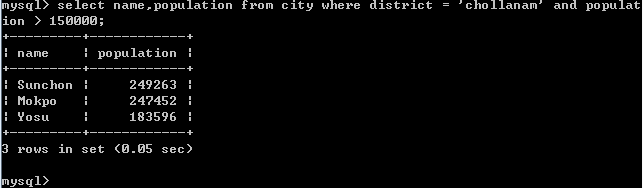 mysql> select name,population from city where district = 'chollanam' and populat
ion > 150000;
+---------+------------+
| name    | population |
+---------+------------+
| Sunchon |     249263 |
| Mokpo   |     247452 |
| Yosu    |     183596 |
+---------+------------+
3 rows in set (0.05 sec)
mysql>